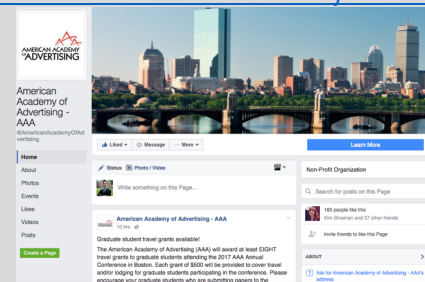 AMERICAN ACADEMY
OF ADVERTISING
American
Academy of
Advertising -
AAA
@AmericanAcademyOfAd
vertising
Home
About
Photos
Events
Likes
Videos
Posts
Create a Page
Liked
Message
More
Learn More
Status
Photo / Video
Write something on this Page...
American Academy of Advertising - AAA
10 hrs
Graduate student travel grants available!
The American Academy of Advertising (AAA) will award at least EIGHT
travel grants to graduate students attending the 2017 AAA Annual
Conference in Boston. Each grant of $500 will be provided to cover travel
and/or lodging for graduate students participating in the conference. Please
encourage your graduate students who are submitting papers to the
Non-Profit Organization
Search for posts on this Page
183 people like this
Kim Sheehan and 57 other friends
Invite friends to like this Page
ABOUT
Ask for American Academy of Advertising - AAA's
address